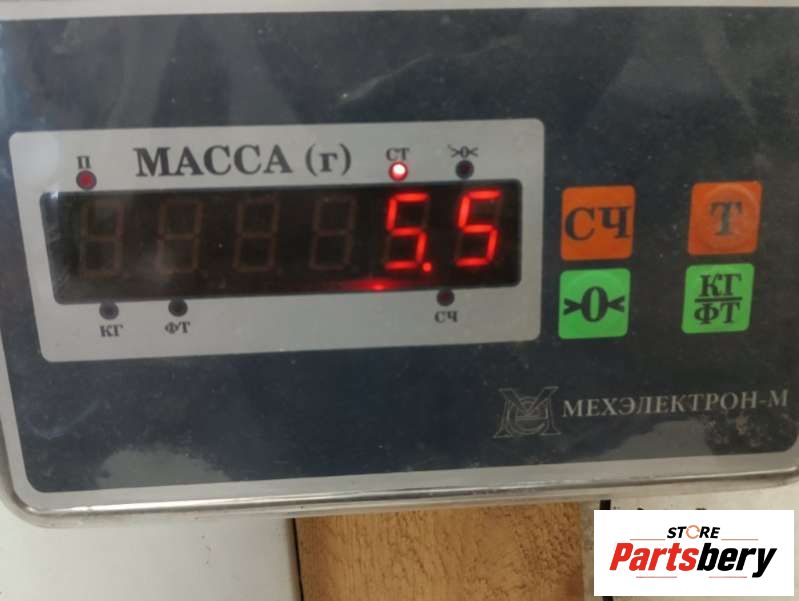 П МАССА (г) СТ >0<
5.5
КГ ФТ СЧ
СЧ Т
>0< КГ/ФТ
МЕХЭЛЕКТРОН-М
STORE
Partsbery